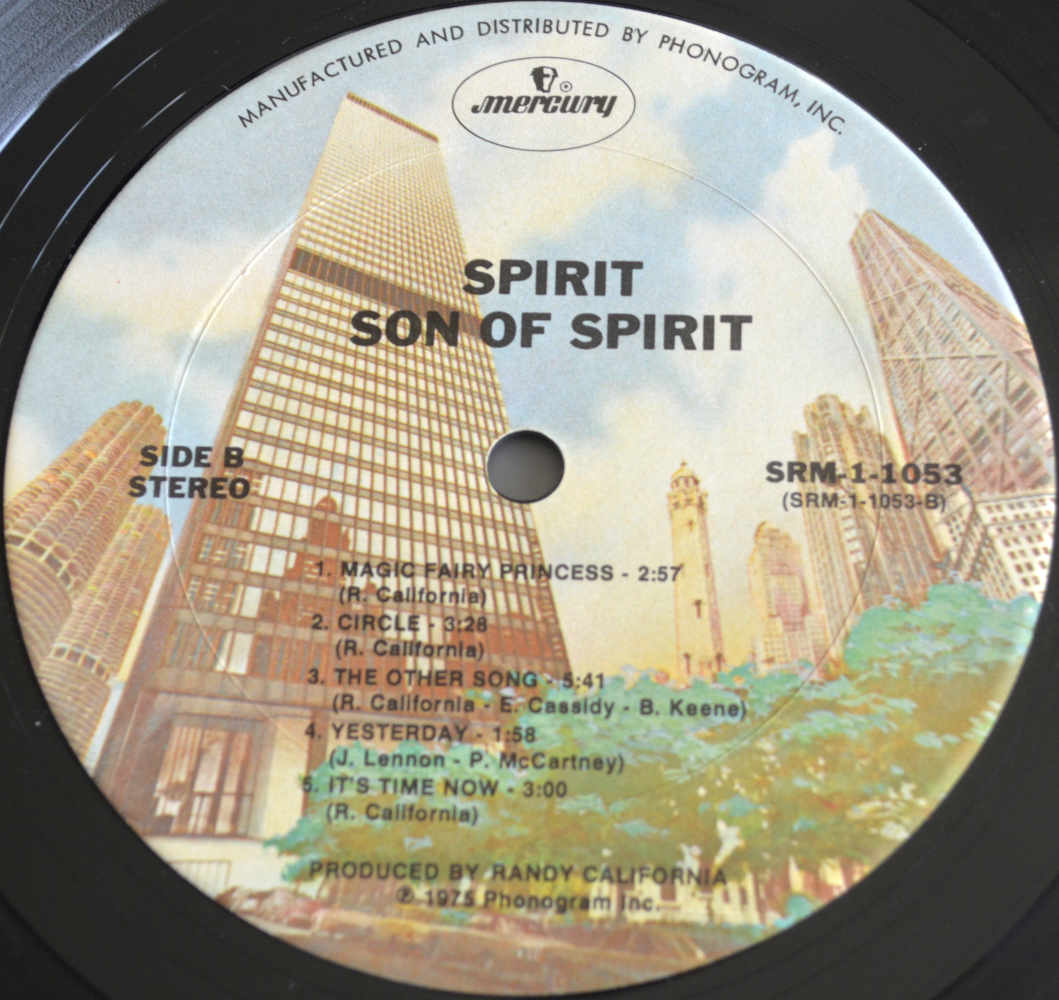 MANUFACTURED AND DISTRIBUTED BY PHONOGRAM, INC.
mercury ®
SPIRIT
SON OF SPIRIT
SIDE B
STEREO
SRM-1-1053
(SRM-1-1053-B)
1. MAGIC FAIRY PRINCESS - 2:57
(R. California)
2. CIRCLE - 3:28
(R. California)
3. THE OTHER SONG - 5:41
(R. California - E. Cassidy - B. Keene)
4. YESTERDAY - 1:58
(J. Lennon - P. McCartney)
5. IT'S TIME NOW - 3:00
(R. California)
PRODUCED BY RANDY CALIFORNIA
℗ 1975 Phonogram Inc.